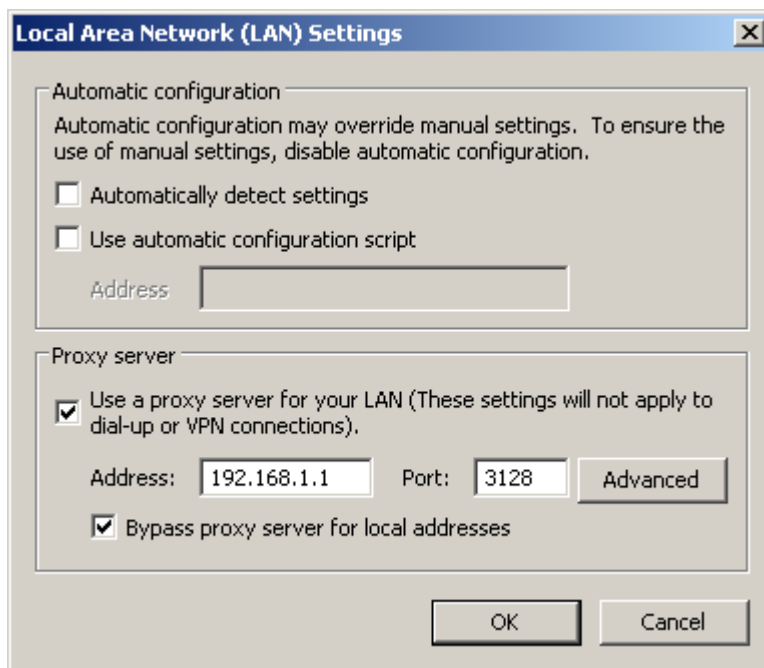 Local Area Network (LAN) Settings
Automatic configuration
Automatic configuration may override manual settings.  To ensure the
use of manual settings, disable automatic configuration.
Automatically detect settings
Use automatic configuration script
Address
Proxy server
Use a proxy server for your LAN (These settings will not apply to
dial-up or VPN connections).
Address: 192.168.1.1 Port: 3128 Advanced
Bypass proxy server for local addresses
OK Cancel